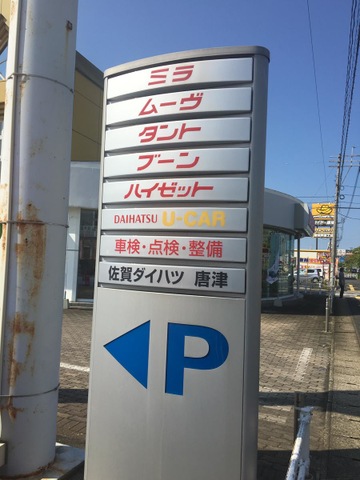 ミラ
ムーヴ
タント
ブーン
ハイゼット
DAIHATSU U-CAR
車検・点検・整備
佐賀ダイハツ 唐津
P